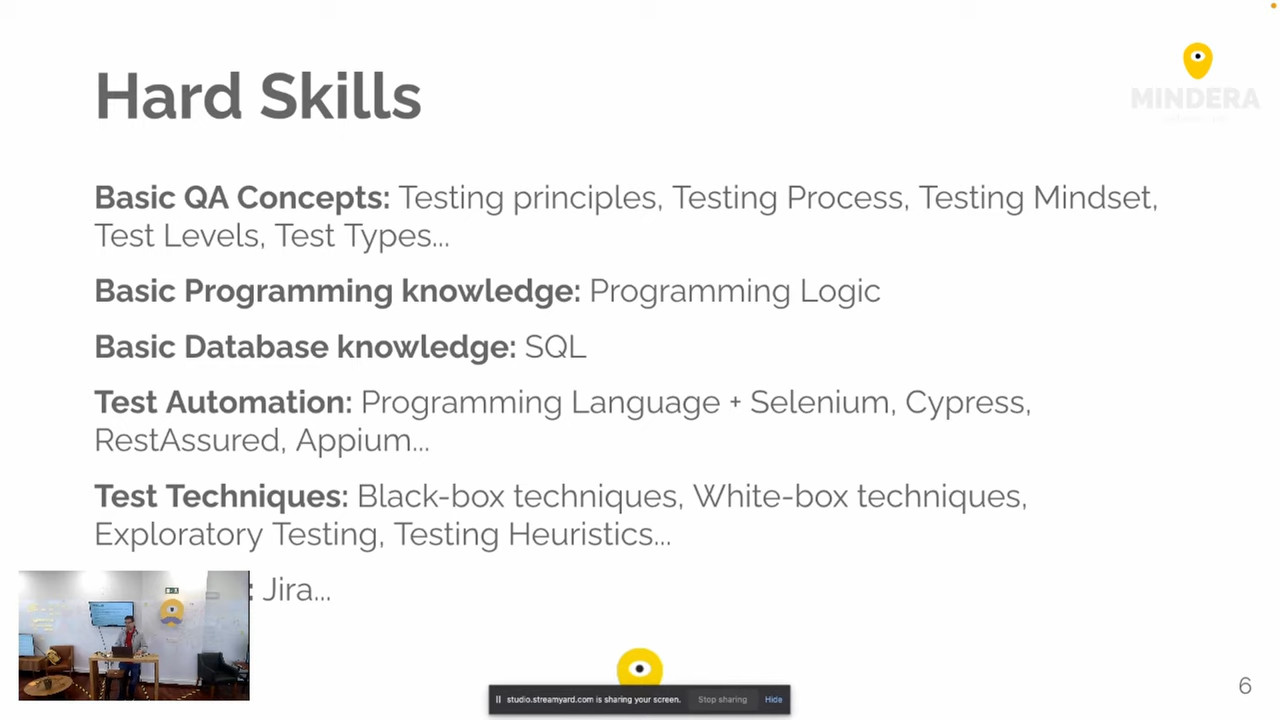 Hard Skills
MINDERA
Basic QA Concepts: Testing principles, Testing Process, Testing Mindset,
Test Levels, Test Types...
Basic Programming knowledge: Programming Logic
Basic Database knowledge: SQL
Test Automation: Programming Language + Selenium, Cypress,
RestAssured, Appium...
Test Techniques: Black-box techniques, White-box techniques,
Exploratory Testing, Testing Heuristics...
: Jira...
studio.streamyard.com is sharing your screen. Stop sharing Hide
6